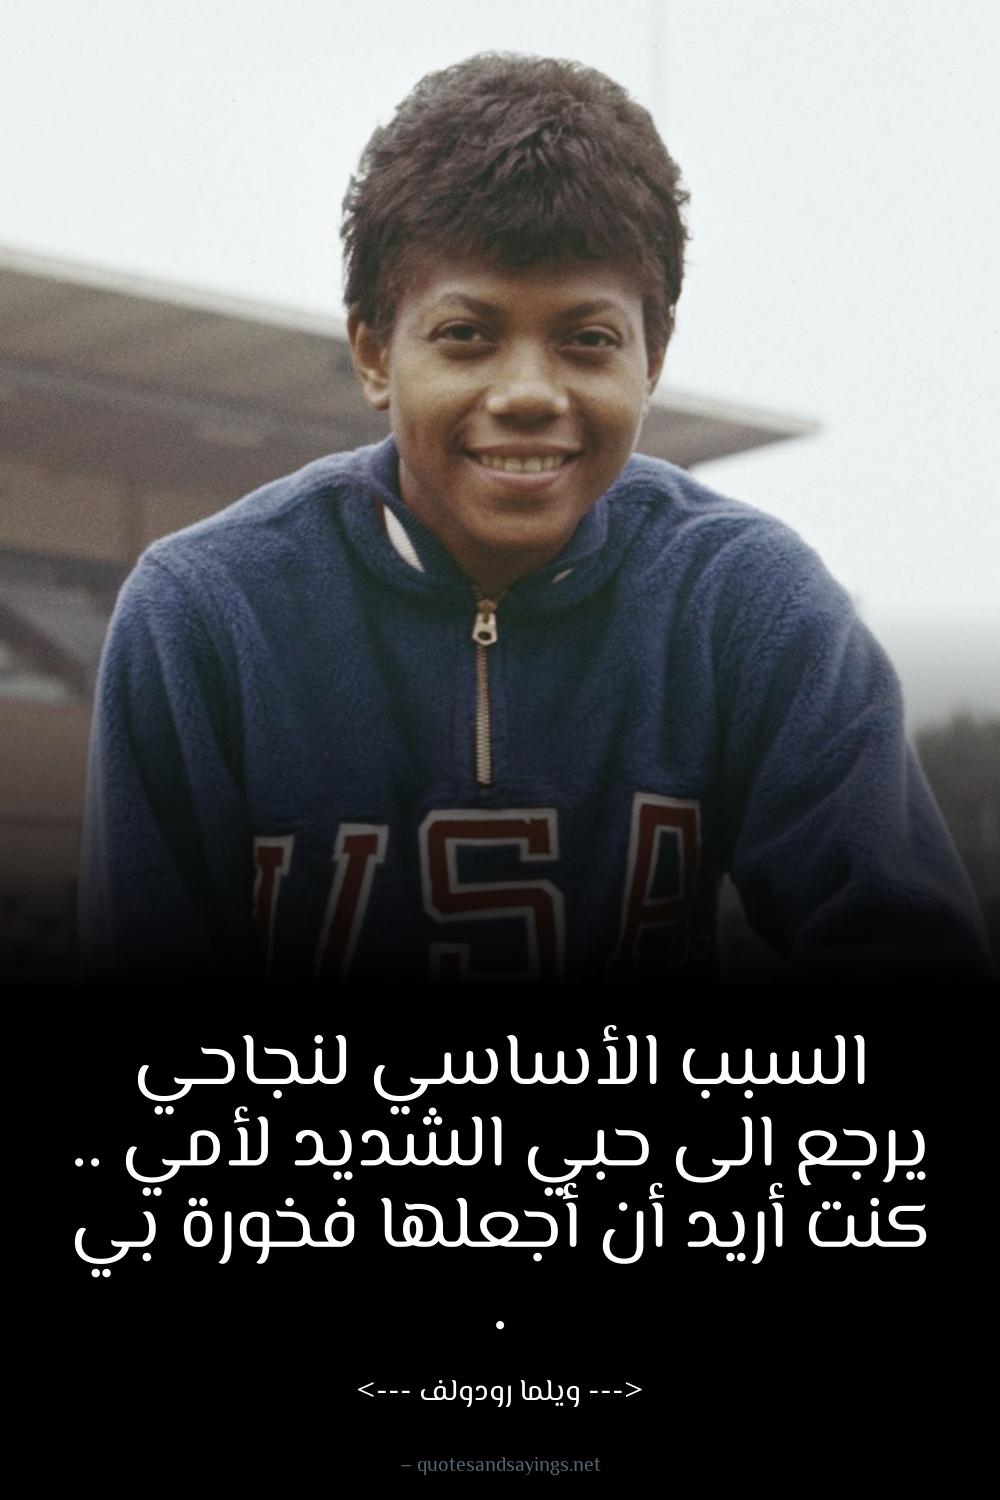 USA
السبب الأساسي لنجاحي
يرجع الى حبي الشديد لأمي ..
كنت أريد أن أجعلها فخورة بي
.
<--- ويلما رودولف --->
– quotesandsayings.net